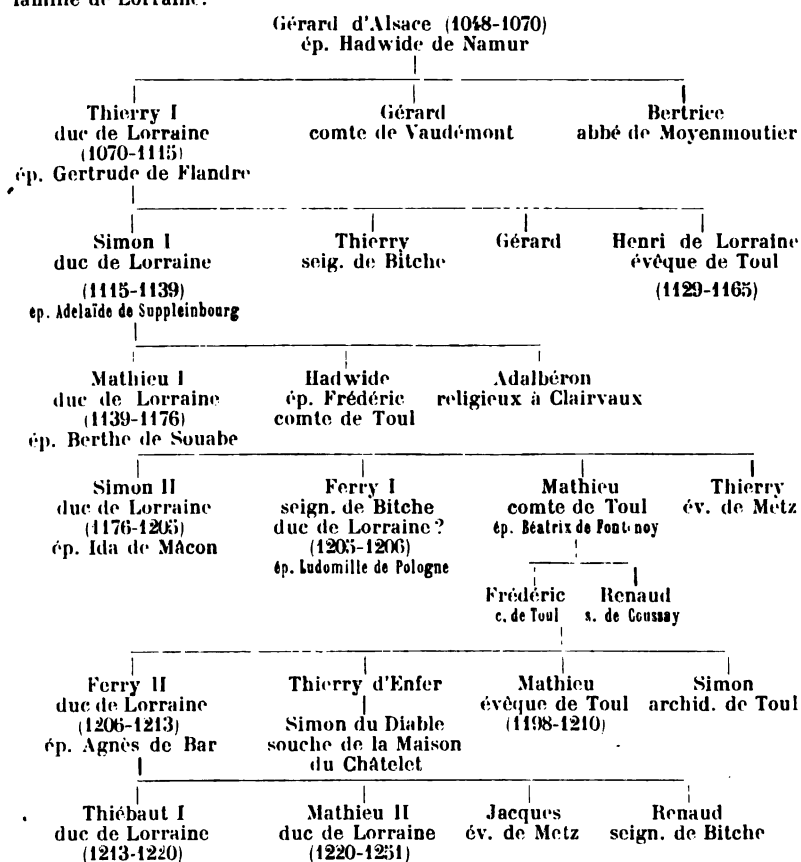 famille de Lorraine.
Gérard d'Alsace (1048-1070)
ép. Hadwide de Namur
Thierry I Gérard Bertrice
duc de Lorraine comte de Vaudémont abbé de Moyenmoutier
(1070-1115)
ép. Gertrude de Flandre
Simon I Thierry Gérard Henri de Lorraine
duc de Lorraine seig. de Bitche évêque de Toul
(1115-1139) (1129-1165)
ép. Adelaïde de Suppleinbourg
Mathieu I Hadwide Adalbéron
duc de Lorraine ép. Frédéric religieux à Clairvaux
(1139-1176) comte de Toul
ép. Berthe de Souabe
Simon II Ferry I Mathieu Thierry
duc de Lorraine seign. de Bitche comte de Toul év. de Metz
(1176-1205) duc de Lorraine ? ép. Béatrix de Fontenoy
ép. Ida de Mâcon (1205-1206)
ép. Ludomille de Pologne
Frédéric Renaud
c. de Toul s. de Coussay
Ferry II Thierry d'Enfer Mathieu Simon
duc de Lorraine évêque de Toul archid. de Toul
(1206-1213) Simon du Diable (1198-1210)
ép. Agnès de Bar souche de la Maison
du Châtelet
Thiébaut I Mathieu II Jacques Renaud
duc de Lorraine duc de Lorraine év. de Metz seign. de Bitche
(1213-1220) (1220-1251)